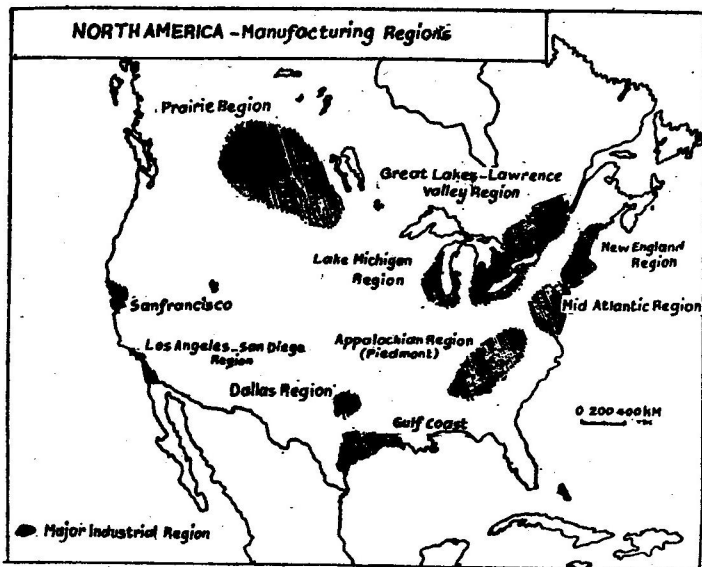 NORTH AMERICA - Manufacturing Regions
Prairie Region
Great Lakes-Lawrence
valley Region
New England
Region
Lake Michigan
Region
Sanfrancisco
Mid Atlantic Region
Los Angeles-San Diego
Region
Appalachian Region
(Piedmont)
Dallas Region
Gulf Coast
0 200 400 KM
Major Industrial Region